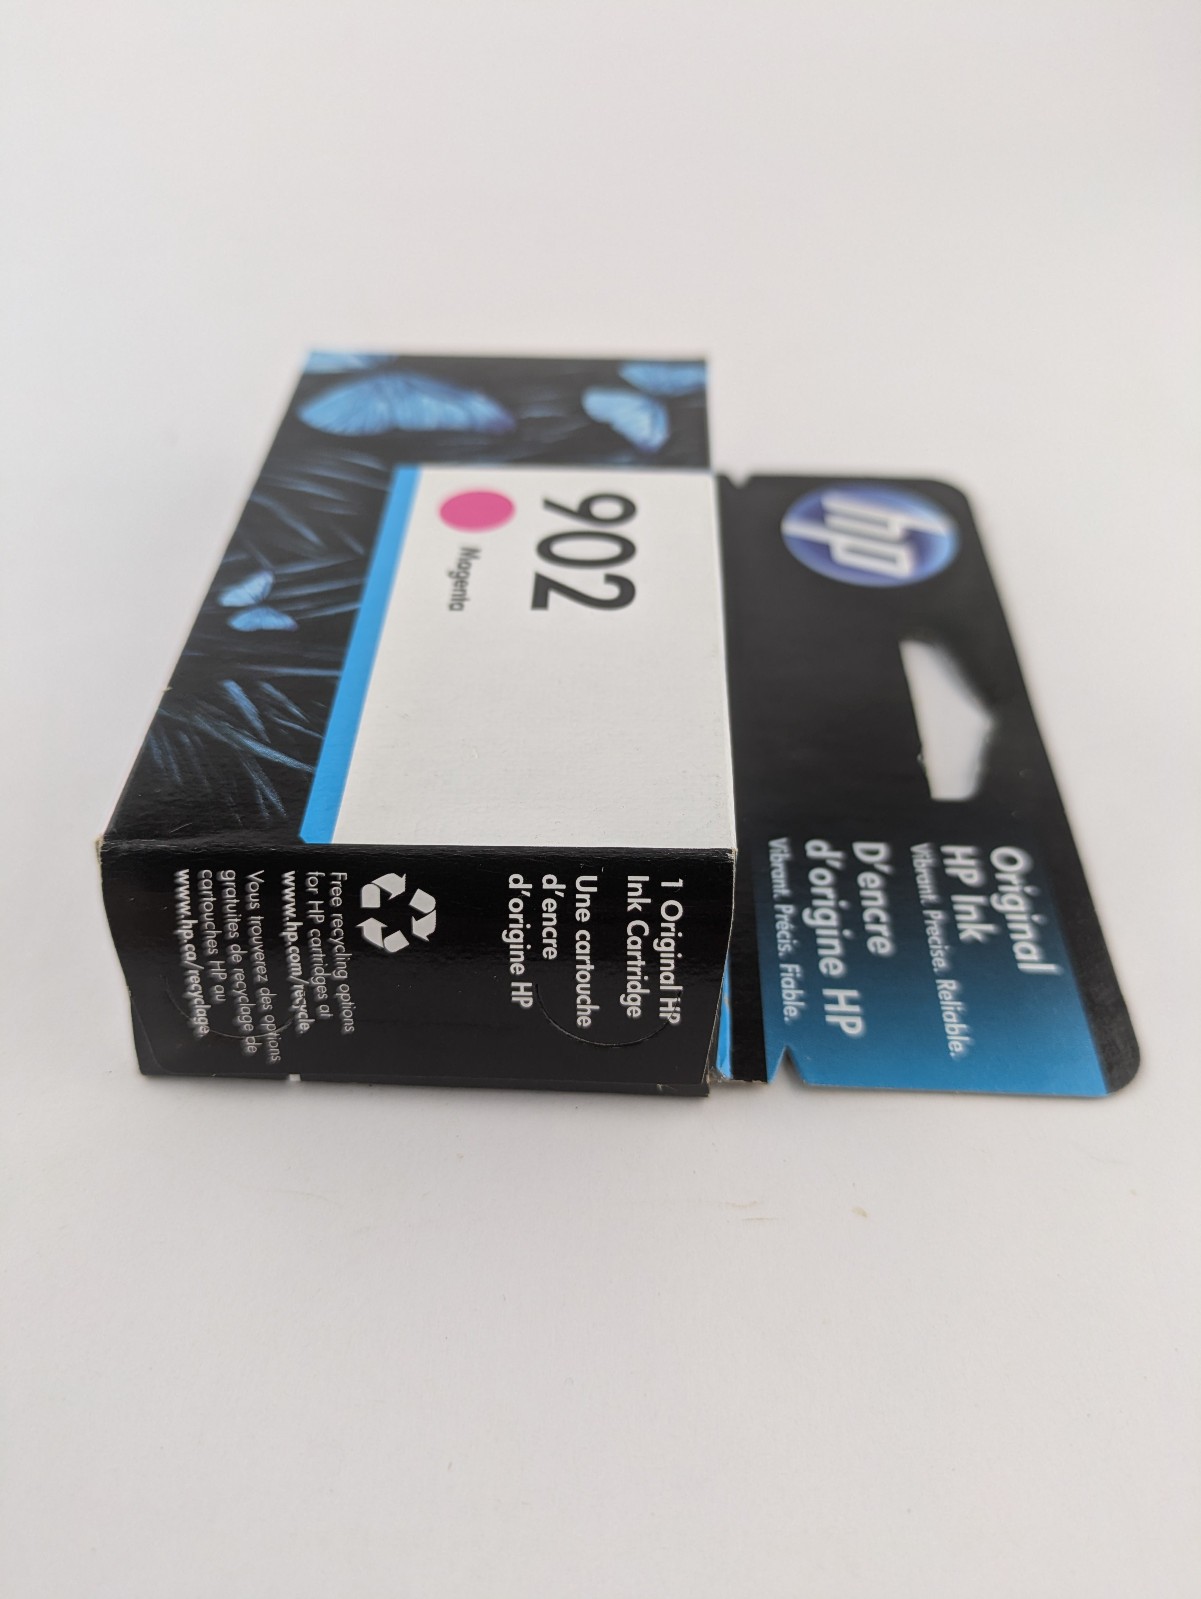 hp
Original
HP Ink
Vibrant. Precise. Reliable.
D'encre
d'origine HP
Vibrant. Précis. Fiable.
902
Magenta
1 Original HP
Ink Cartridge
Une cartouche
d'encre
d'origine HP
Free recycling options
for HP cartridges at
www.hp.com/recycle.
Vous trouverez des options
gratuites de recyclage de
cartouches HP au
www.hp.ca/recyclage.